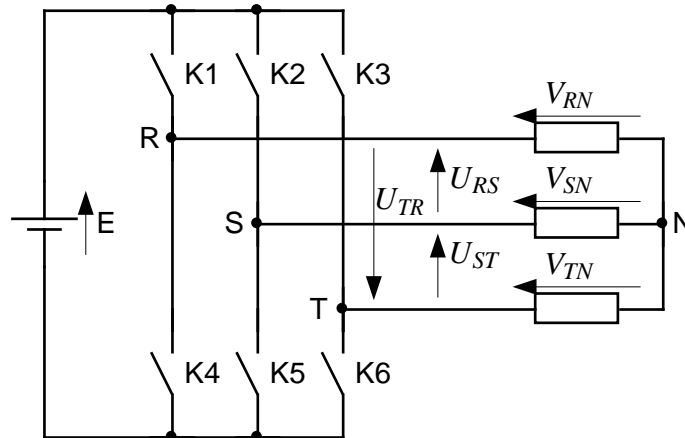 K1 K2 K3
R
V_RN
U_RS
U_TR
E
S
V_SN
N
U_ST
V_TN
T
K4 K5 K6